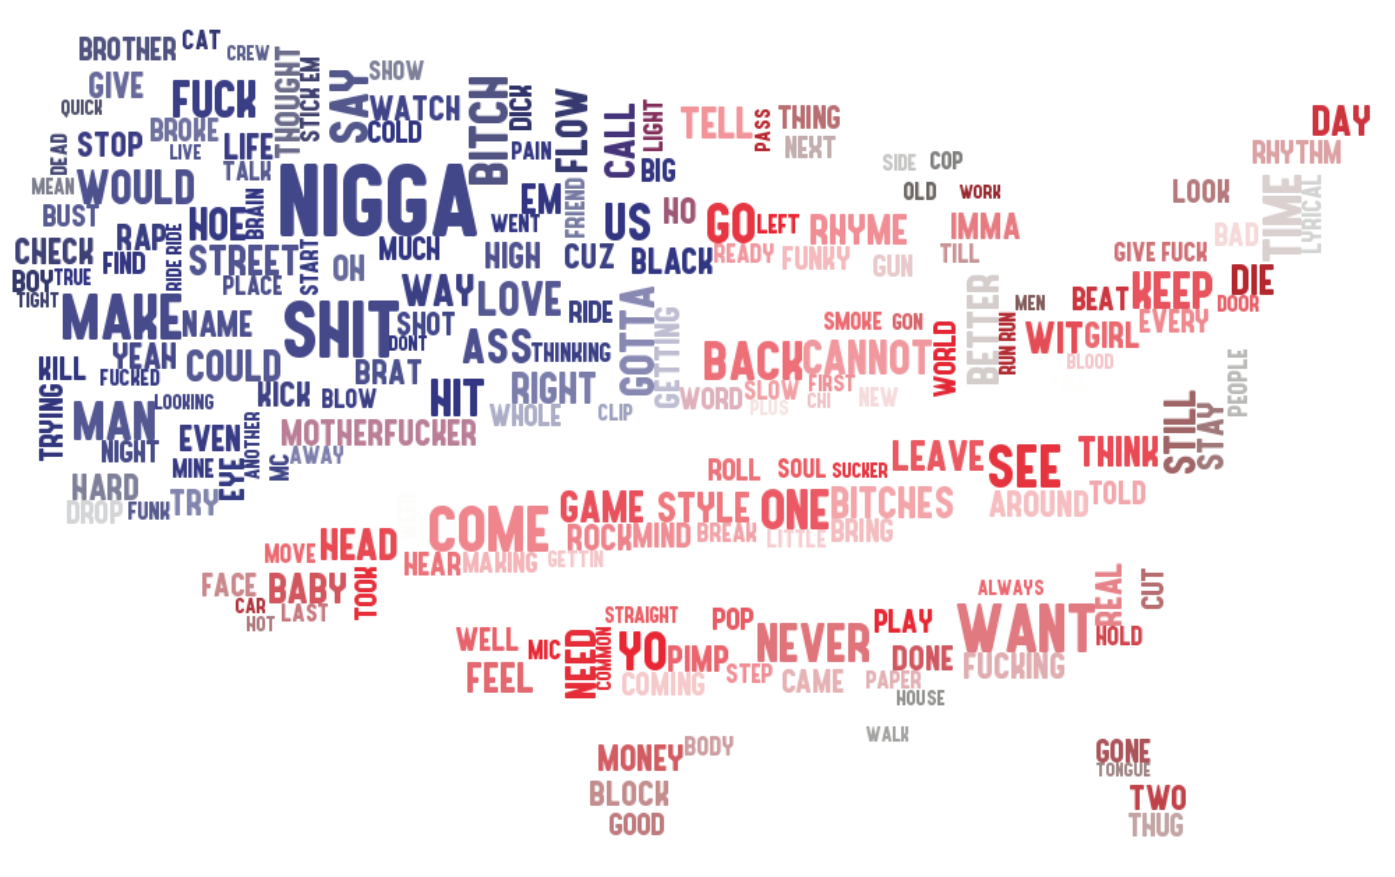 BROTHER
CAT
CREW
GIVE
QUICK
FUCK
THOUGHT
STICK EM
SAY
SHOW
WATCH
COLD
BITCH
DICK
FLOW
CALL
LIGHT
TELL
PASS
THING
NEXT
DAY
RHYTHM
DEAD
STOP
BROKE
LIVE
LIFE
TALK
PAIN
BIG
SIDE
COP
MEAN
WOULD
BUST
RAP
HOE
BRAIN
NIGGA
EM
WENT
FRIEND
US
HO
GO
LEFT
RHYME
OLD
WORK
IMMA
LOOK
TIME
LYRICAL
BAD
CHECK
BOY
TRUE
TIGHT
FIND
RIDE RIDE
STREET
PLACE
START
OH
MUCH
HIGH
CUZ
BLACK
READY
FUNKY
GUN
TILL
GIVE FUCK
DIE
DOOR
MAKE
NAME
SHIT
SHOT
DONT
WAY
LOVE
RIDE
GOTTA
GETTING
BETTER
MEN
BEAT
KEEP
EVERY
YEAH
COULD
BRAT
ASS
THINKING
SMOKE
GON
WORLD
RUN RUN
WIT
GIRL
BLOOD
KILL
FUCKED
KICK
BLOW
HIT
RIGHT
WHOLE
CLIP
BACK
CANNOT
WORD
SLOW
FIRST
PLUS
CHI
NEW
PEOPLE
TRYING
MAN
LOOKING
NIGHT
EVEN
ANOTHER
MOTHERFUCKER
STILL
STAY
MINE
EYE
MC
AWAY
ROLL
SOUL
SUCKER
LEAVE
SEE
THINK
HARD
DROP
FUNK
TRY
COME
GAME
STYLE
ONE
BITCHES
AROUND
TOLD
ROCK
MIND
BREAK
LITTLE
BRING
MOVE
HEAD
HEAR
MAKING
GETTIN
FACE
BABY
TOOK
CAR
HOT
LAST
ALWAYS
REAL
CUT
STRAIGHT
POP
PLAY
WANT
HOLD
WELL
MIC
NEED
COMMON
YO
PIMP
NEVER
DONE
FUCKING
FEEL
COMING
STEP
CAME
PAPER
HOUSE
WALK
MONEY
BODY
GONE
TONGUE
BLOCK
TWO
GOOD
THUG